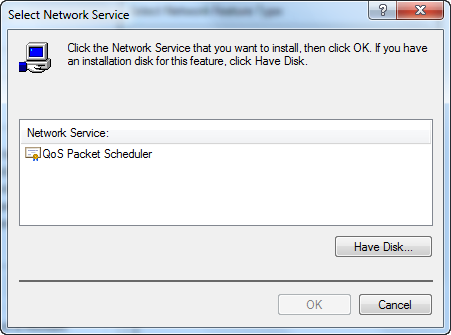 Select Network Service
Click the Network Service that you want to install, then click OK. If you have
an installation disk for this feature, click Have Disk.
Network Service:
QoS Packet Scheduler
Have Disk...
OK
Cancel